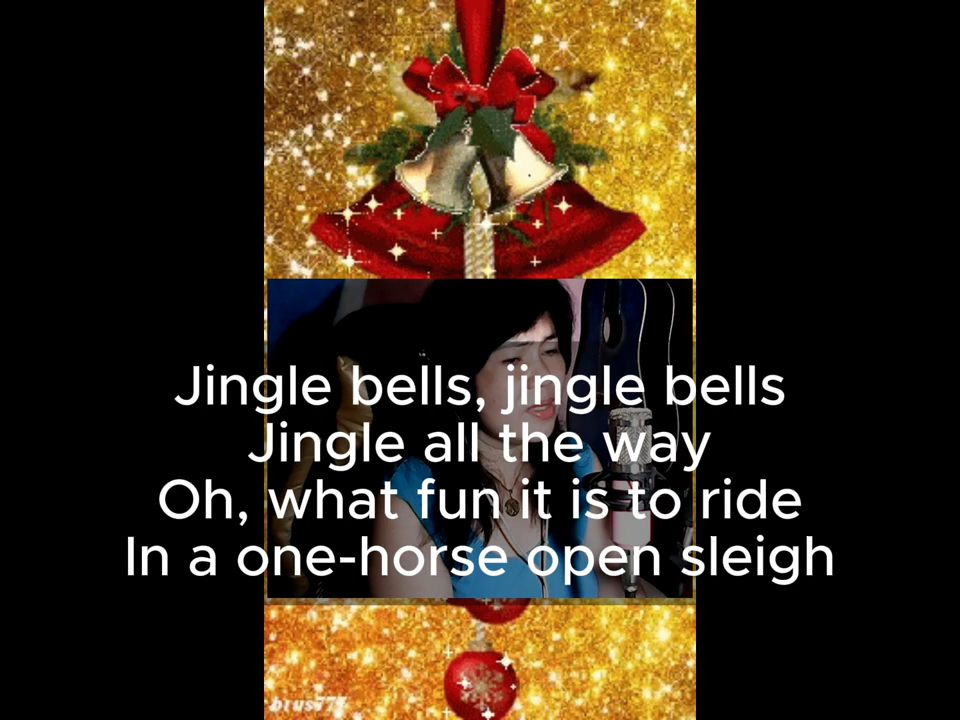 Jingle bells, jingle bells
Jingle all the way
Oh, what fun it is to ride
In a one-horse open sleigh
brus777